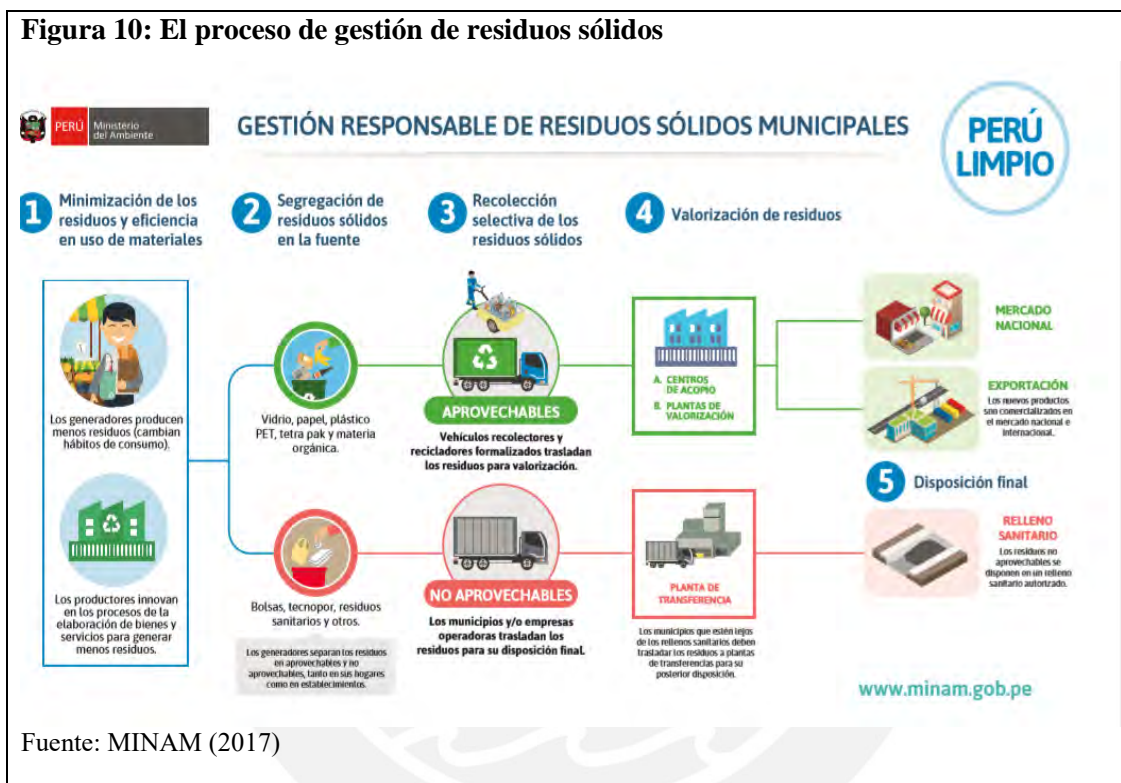 Figura 10: El proceso de gestión de residuos sólidos
PERÚ
Ministerio
del Ambiente
GESTIÓN RESPONSABLE DE RESIDUOS SÓLIDOS MUNICIPALES
PERÚ
LIMPIO
1
Minimización de los
residuos y eficiencia
en uso de materiales
2
Segregación de
residuos sólidos
en la fuente
3
Recolección
selectiva de los
residuos sólidos
4
Valorización de residuos
Los generadores producen
menos residuos (cambian
hábitos de consumo).
Los productores innovan
en los procesos de la
elaboración de bienes y
servicios para generar
menos residuos.
Vidrio, papel, plástico
PET, tetra pak y materia
orgánica.
Bolsas, tecnopor, residuos
sanitarios y otros.
Los generadores separan los residuos
en aprovechables y no
aprovechables, tanto en sus hogares
como en establecimientos.
APROVECHABLES
Vehículos recolectores y
recicladores formalizados trasladan
los residuos para valorización.
NO APROVECHABLES
Los municipios y/o empresas
operadoras trasladan los
residuos para su disposición final.
A. CENTROS
DE ACOPIO
B. PLANTAS DE
VALORIZACIÓN
PLANTA DE
TRANSFERENCIA
Los municipios que estén lejos
de los rellenos sanitarios deben
trasladar los residuos a plantas
de transferencias para su
posterior disposición.
MERCADO
NACIONAL
EXPORTACIÓN
Los nuevos productos
son comercializados en
el mercado nacional e
internacional.
5
Disposición final
RELLENO
SANITARIO
Los residuos no
aprovechables se
disponen en un relleno
sanitario autorizado.
www.minam.gob.pe
Fuente: MINAM (2017)